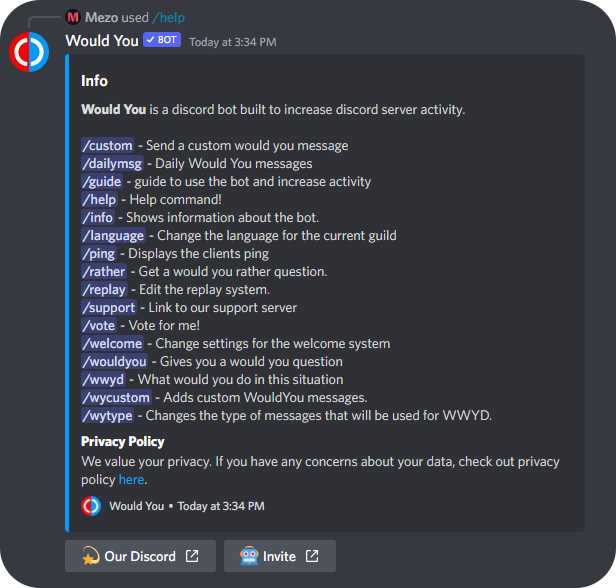 Mezo used /help
Would You ✓ BOT Today at 3:34 PM
Info
Would You is a discord bot built to increase discord server activity.
/custom - Send a custom would you message
/dailymsg - Daily Would You messages
/guide - guide to use the bot and increase activity
/help - Help command!
/info - Shows information about the bot.
/language - Change the language for the current guild
/ping - Displays the clients ping
/rather - Get a would you rather question.
/replay - Edit the replay system.
/support - Link to our support server
/vote - Vote for me!
/welcome - Change settings for the welcome system
/wouldyou - Gives you a would you question
/wwyd - What would you do in this situation
/wycustom - Adds custom WouldYou messages.
/wytype - Changes the type of messages that will be used for WWYD.
Privacy Policy
We value your privacy. If you have any concerns about your data, check out privacy
policy here.
Would You • Today at 3:34 PM
Our Discord Invite